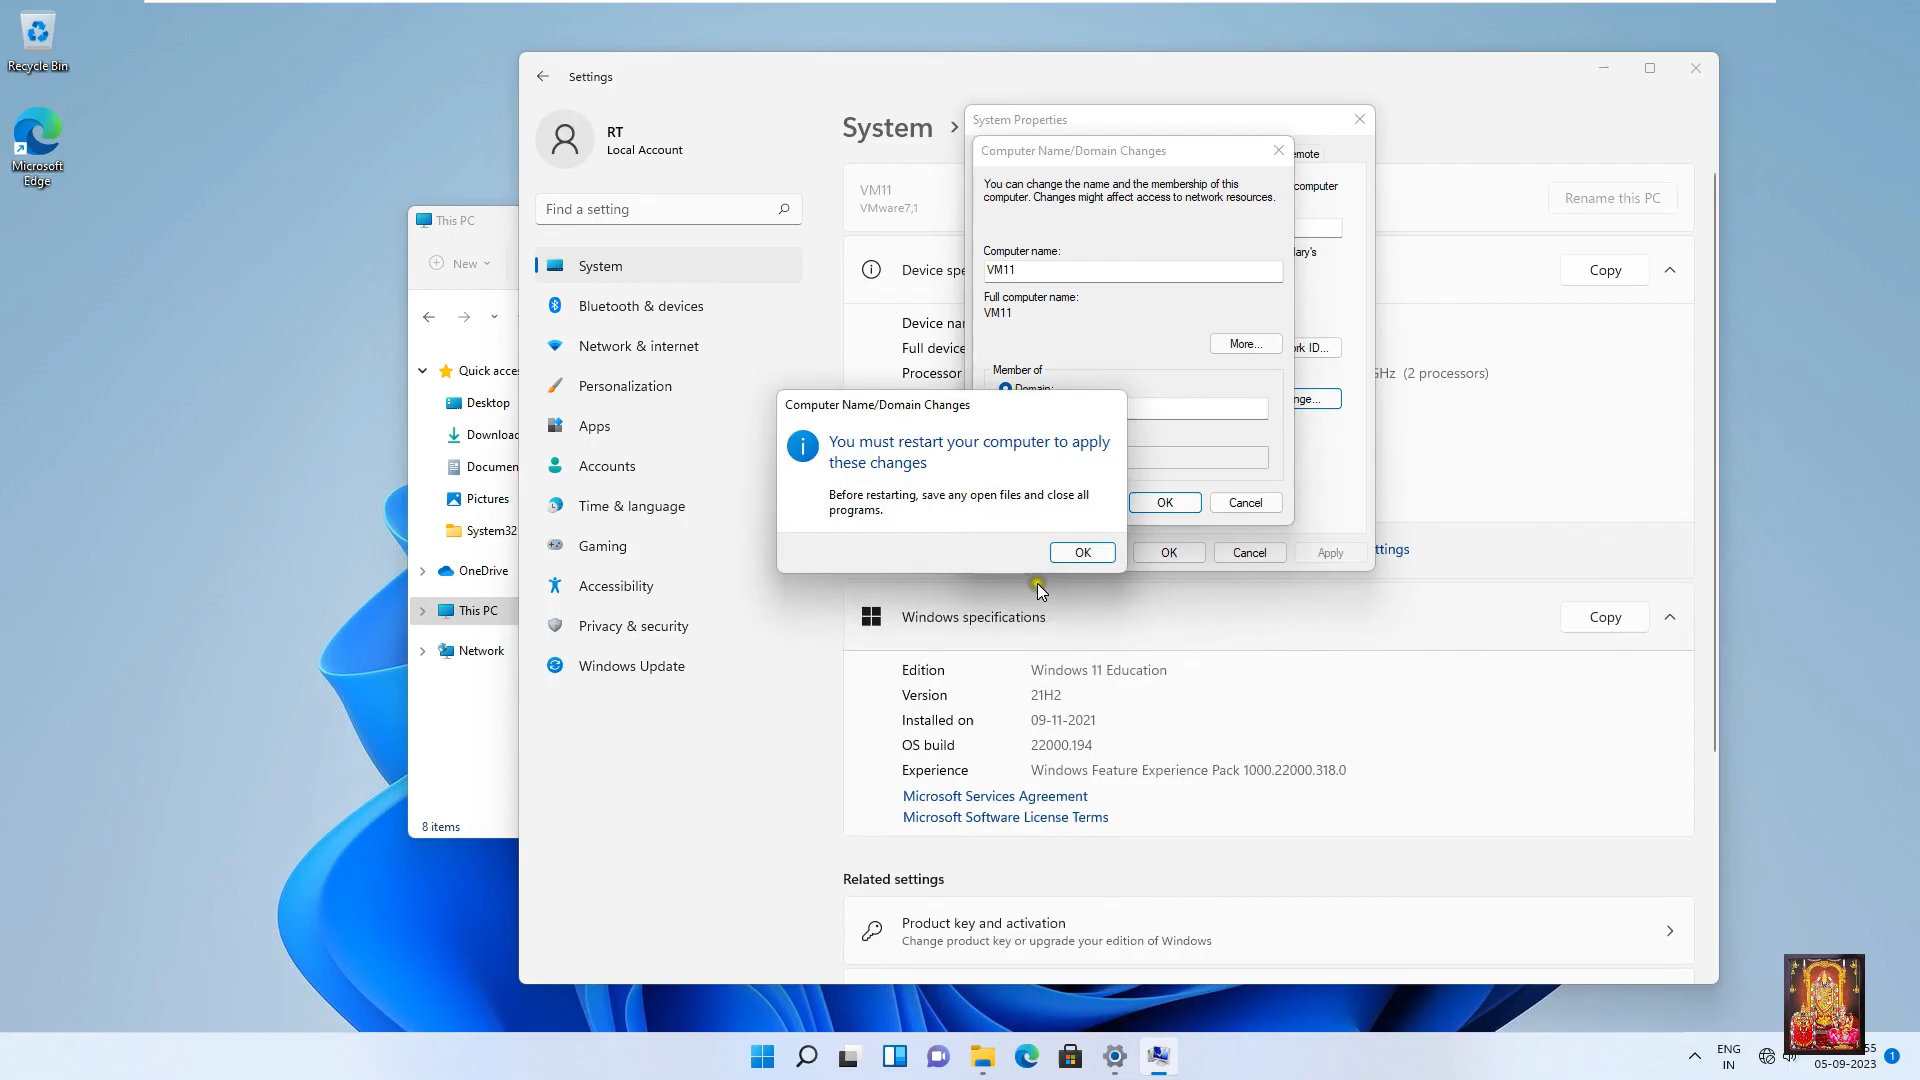 Recycle Bin
Microsoft
Edge
This PC
New
Quick acce
Desktop
Downloac
Documen
Pictures
System32
OneDrive
This PC
Network
8 items
Settings
RT
Local Account
Find a setting
System
Bluetooth & devices
Network & internet
Personalization
Apps
Accounts
Time & language
Gaming
Accessibility
Privacy & security
Windows Update
System
VM11
VMware7,1
Rename this PC
Device spe
Copy
Device nar
Full device
Processor
GHz (2 processors)
ttings
System Properties
emote
computer
lary's
rk ID...
nge...
OK
Cancel
Apply
Computer Name/Domain Changes
You can change the name and the membership of this
computer. Changes might affect access to network resources.
Computer name:
VM11
Full computer name:
VM11
More...
Member of
Domain:
OK
Cancel
Computer Name/Domain Changes
You must restart your computer to apply
these changes
Before restarting, save any open files and close all
programs.
OK
Windows specifications
Copy
Edition Windows 11 Education
Version 21H2
Installed on 09-11-2021
OS build 22000.194
Experience Windows Feature Experience Pack 1000.22000.318.0
Microsoft Services Agreement
Microsoft Software License Terms
Related settings
Product key and activation
Change product key or upgrade your edition of Windows
ENG
IN
55
05-09-2023
1